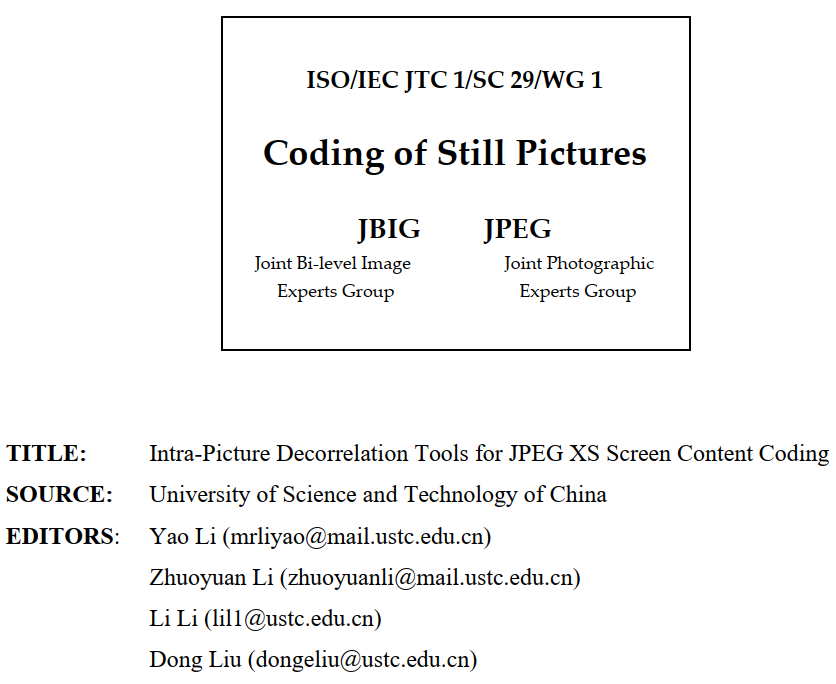 ISO/IEC JTC 1/SC 29/WG 1
Coding of Still Pictures
JBIG JPEG
Joint Bi-level Image Joint Photographic
Experts Group Experts Group
TITLE: Intra-Picture Decorrelation Tools for JPEG XS Screen Content Coding
SOURCE: University of Science and Technology of China
EDITORS: Yao Li (mrliyao@mail.ustc.edu.cn)
Zhuoyuan Li (zhuoyuanli@mail.ustc.edu.cn)
Li Li (lil1@ustc.edu.cn)
Dong Liu (dongeliu@ustc.edu.cn)